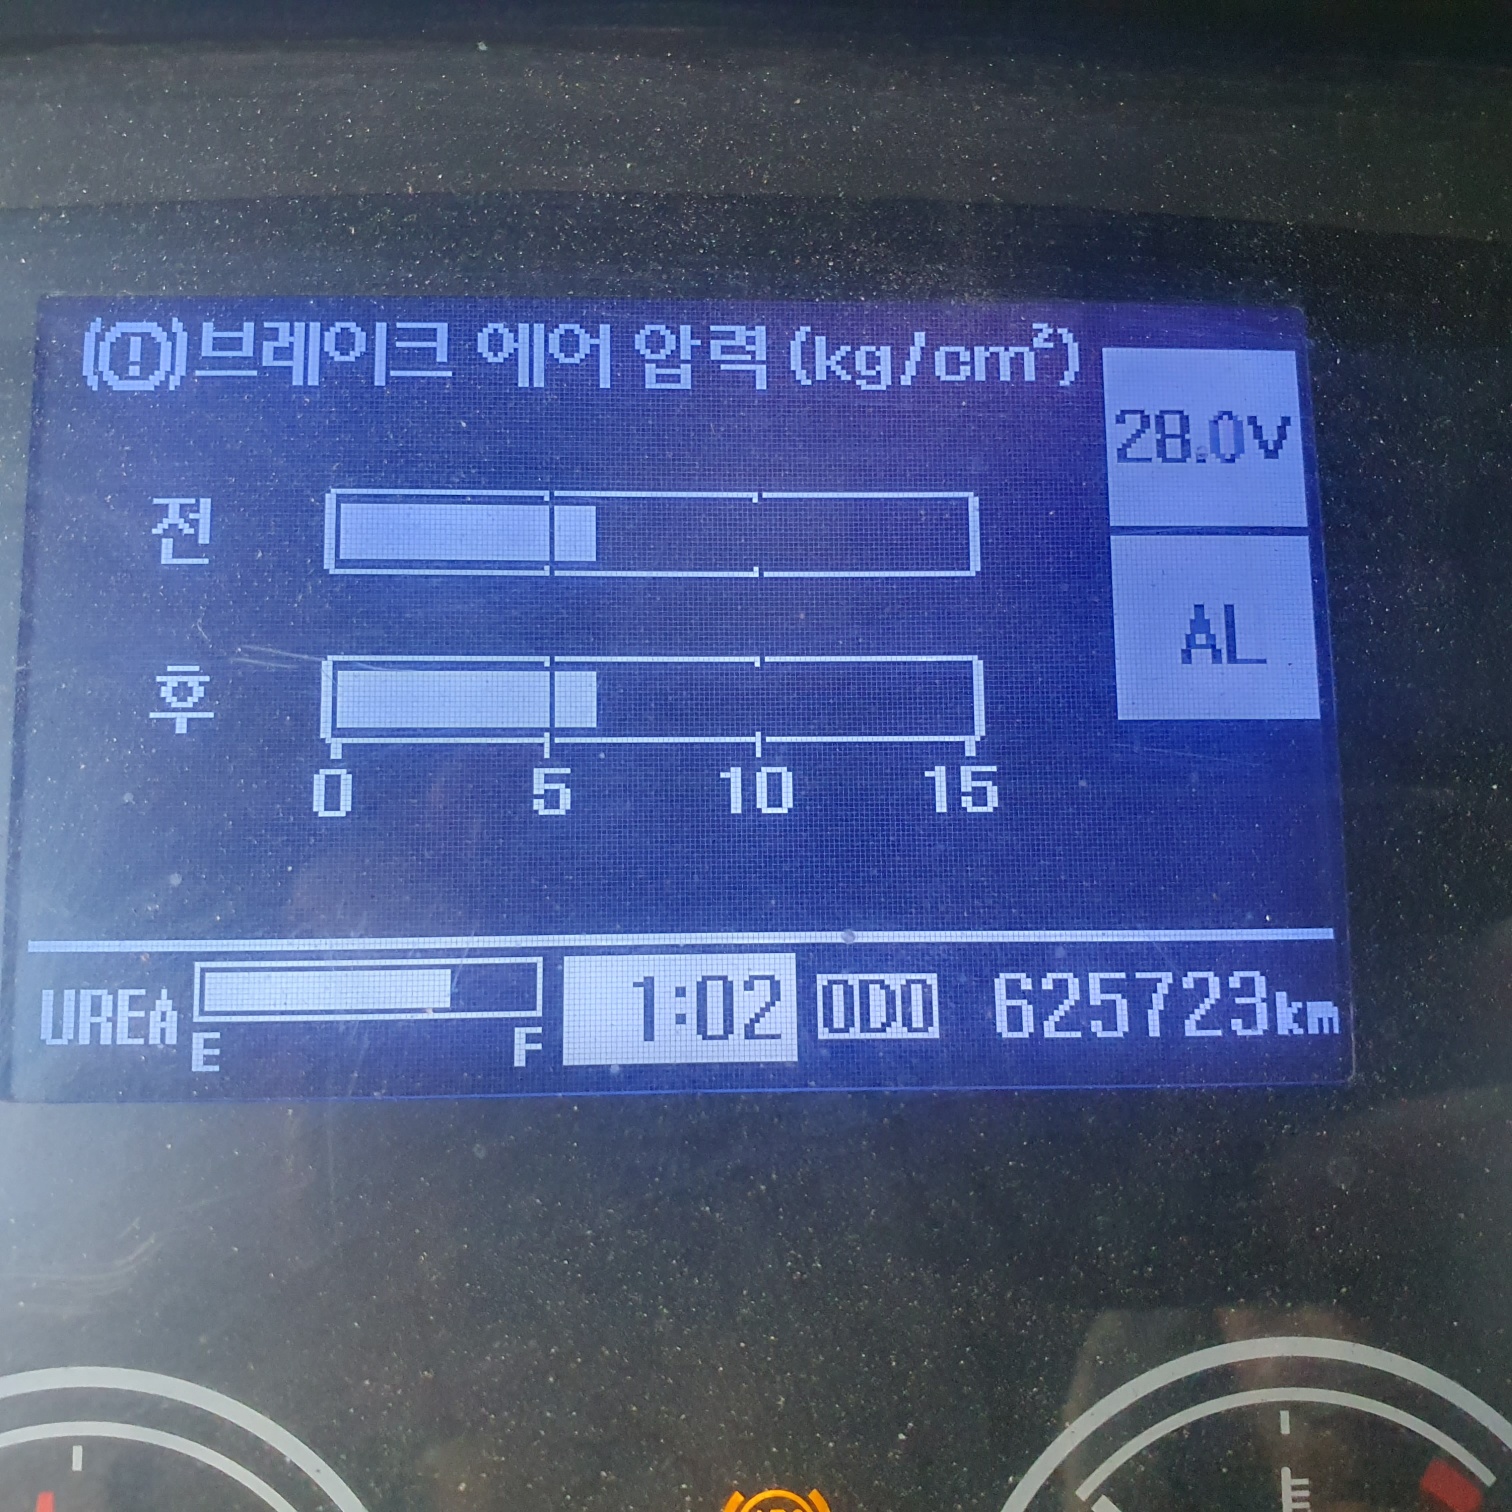 (!) 브레이크 에어 압력 (kg/cm²)
28.0V
전
AL
후
0 5 10 15
UREA E F 1:02 ODO 625723km